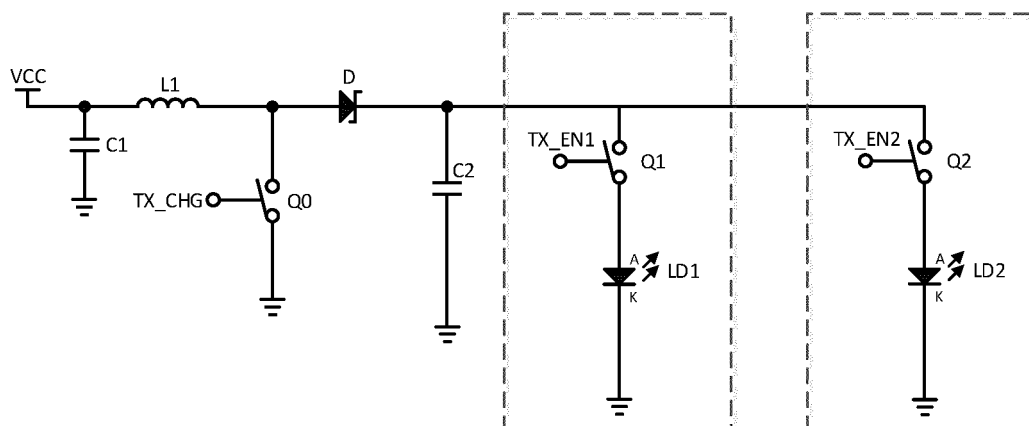 VCC
L1
D
C1
TX_CHG
Q0
C2
TX_EN1
Q1
A
LD1
K
TX_EN2
Q2
A
LD2
K